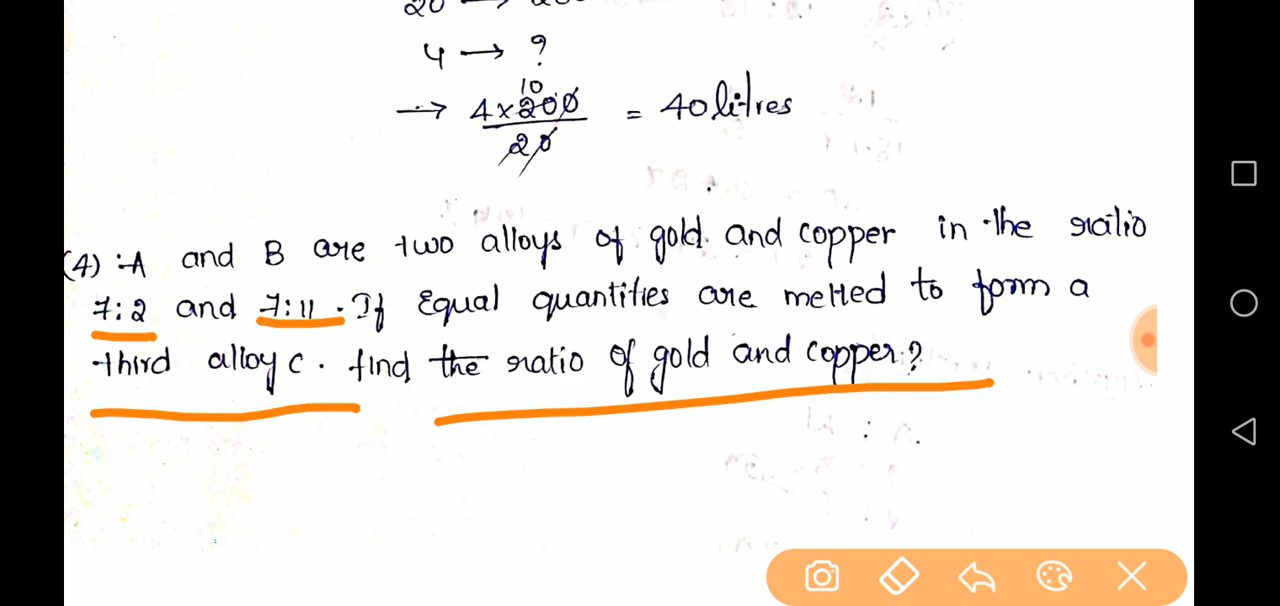 4 → ?
10
→ 4 x 200 / 20 = 40 litres
(4) :-A and B are two alloys of gold and copper in the ratio
7:2 and 7:11. If Equal quantities are melted to form a
third alloy c. find the ratio of gold and copper?